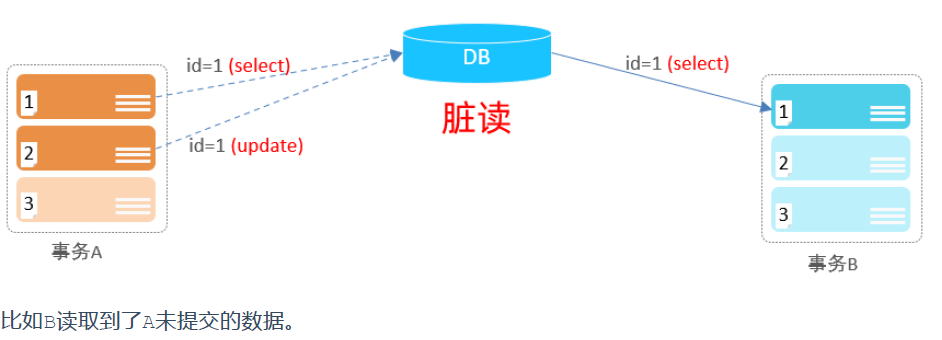 DB
id=1 (select)
id=1 (select)
1
1
脏读
2
id=1 (update)
2
3
3
事务A
事务B
比如B读取到了A未提交的数据。